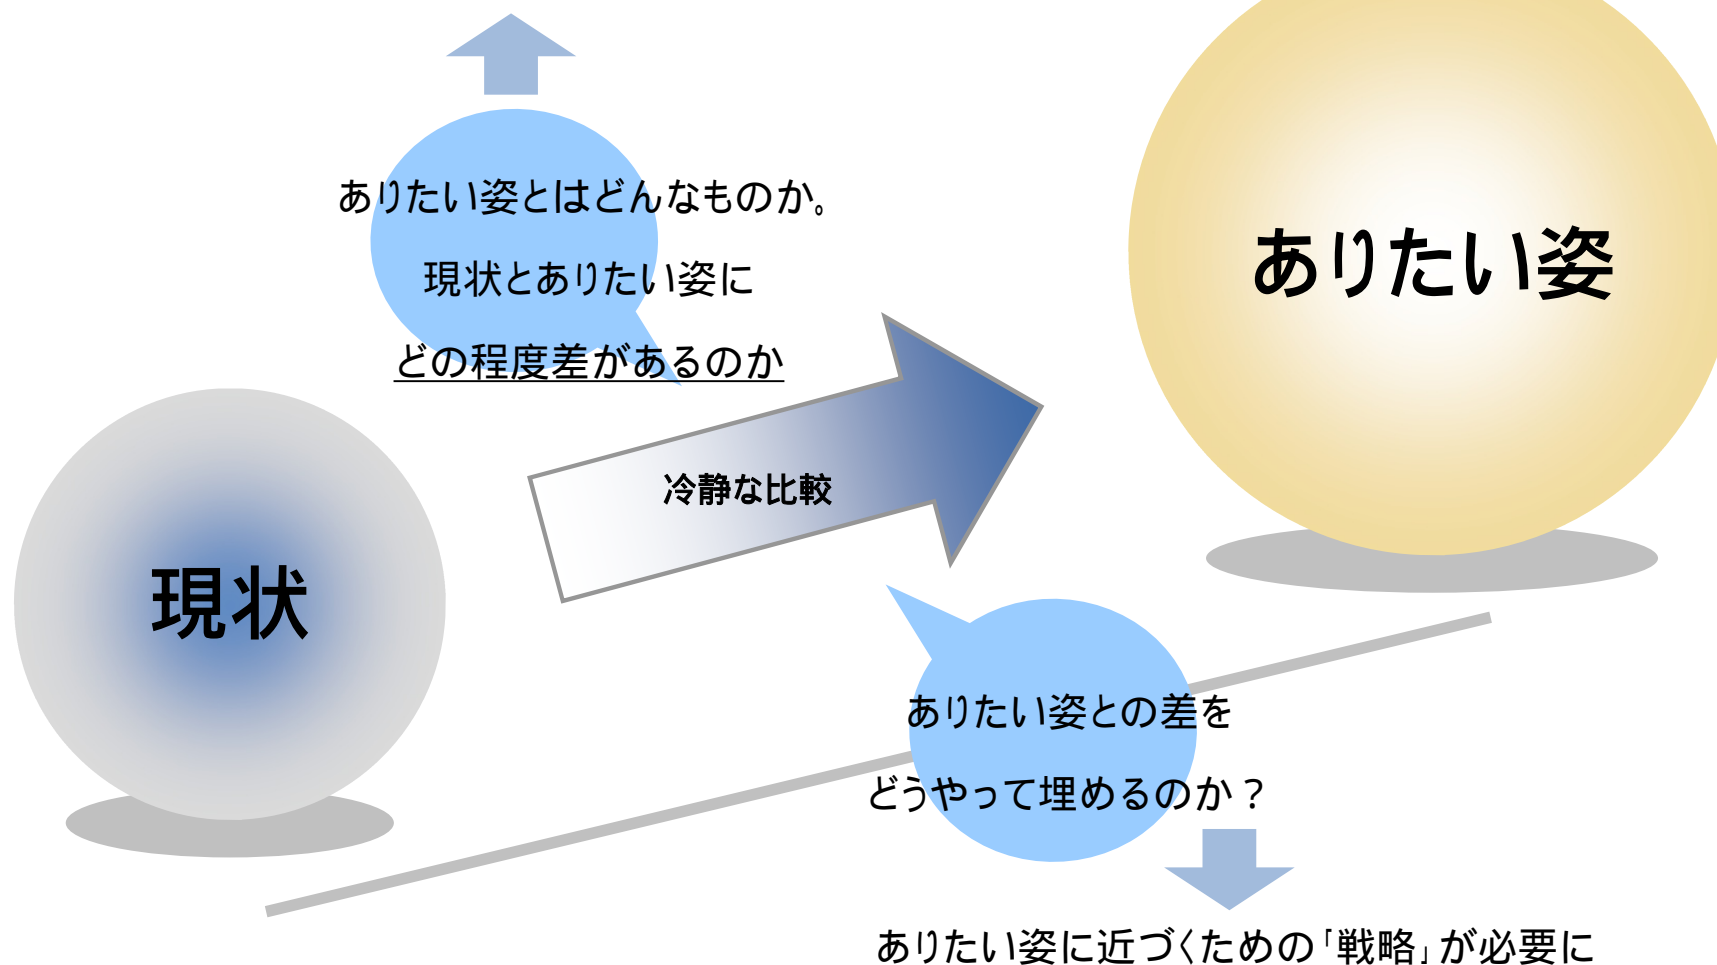 ありたい姿とはどんなものか。
現状とありたい姿に
どの程度差があるのか
ありたい姿
冷静な比較
現状
ありたい姿との差を
どうやって埋めるのか？
ありたい姿に近づくための「戦略」が必要に